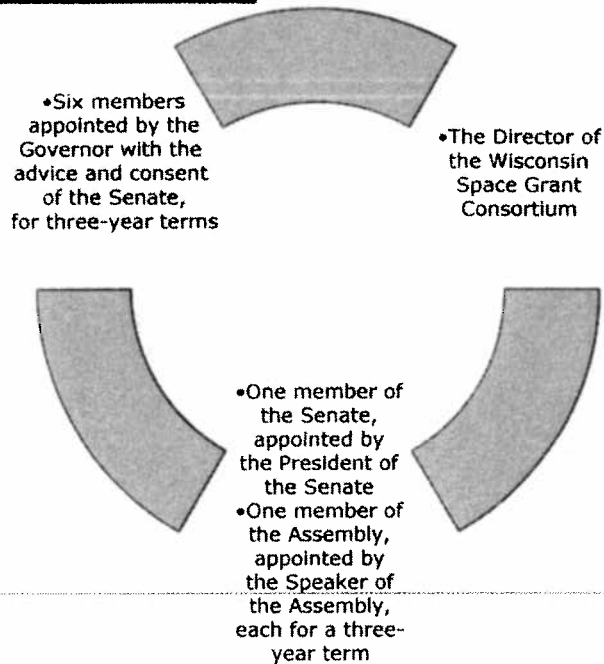 •Six members
appointed by the
Governor with the
advice and consent
of the Senate,
for three-year terms
•The Director of
the Wisconsin
Space Grant
Consortium
•One member of
the Senate,
appointed by
the President of
the Senate
•One member of
the Assembly,
appointed by
the Speaker of
the Assembly,
each for a three-
year term